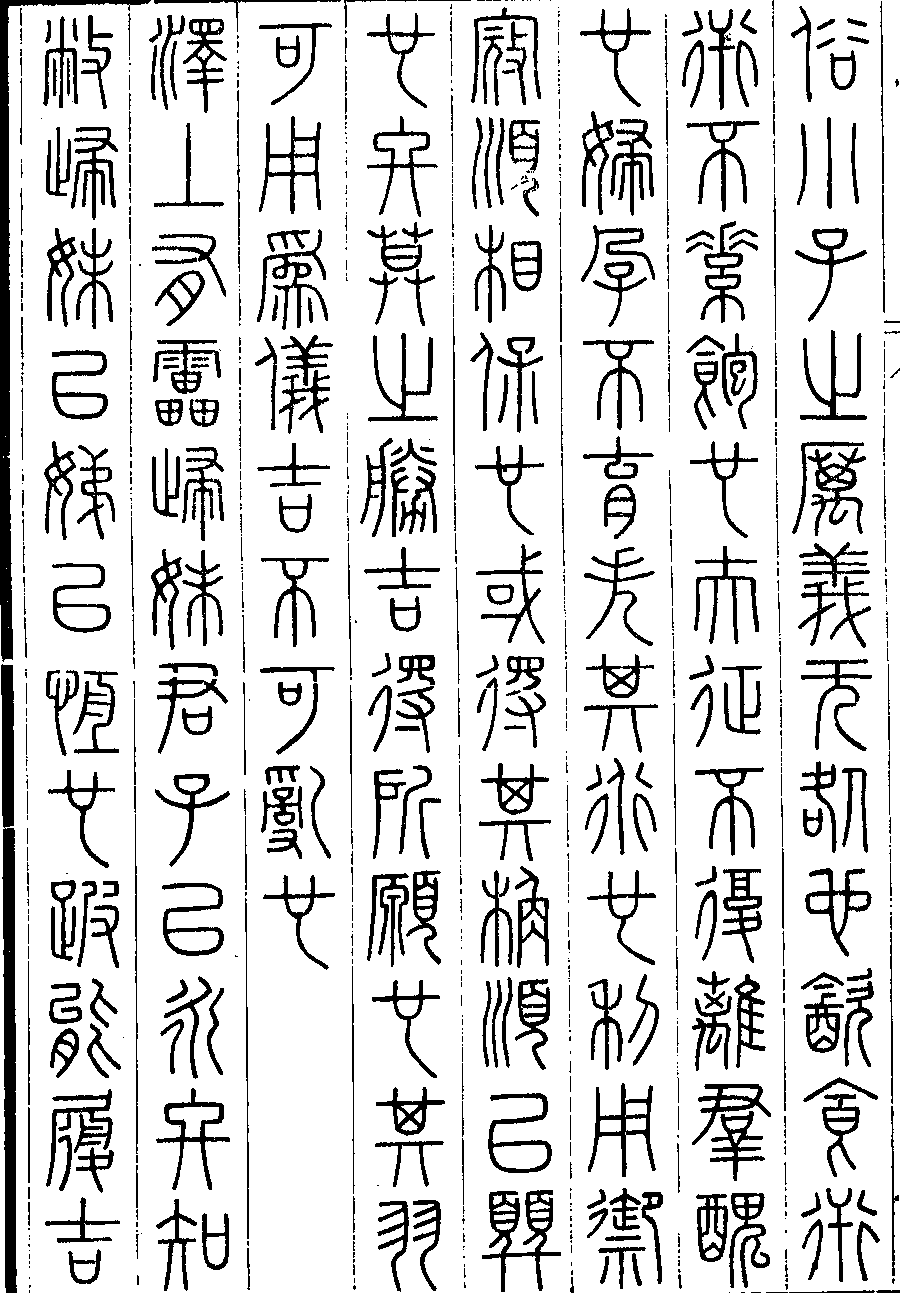 俗小子之厲義无咎也飲食衎
衎不素飽也夫征不復離羣醜
也婦孕不育失其道也利用禦
寇順相保也或得其桷順以巽
也終莫之勝吉得所願也其羽
可用爲儀吉不可亂也
澤上有雷歸妹君子以永終知
敝歸妹以娣以恆也跛能履吉